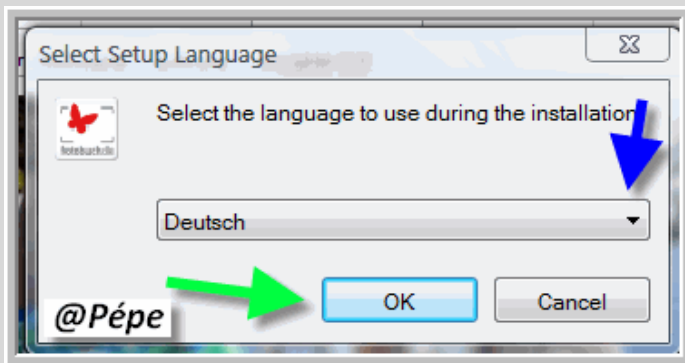 Select Setup Language
Select the language to use during the installation
Deutsch
OK
Cancel
@Pépe